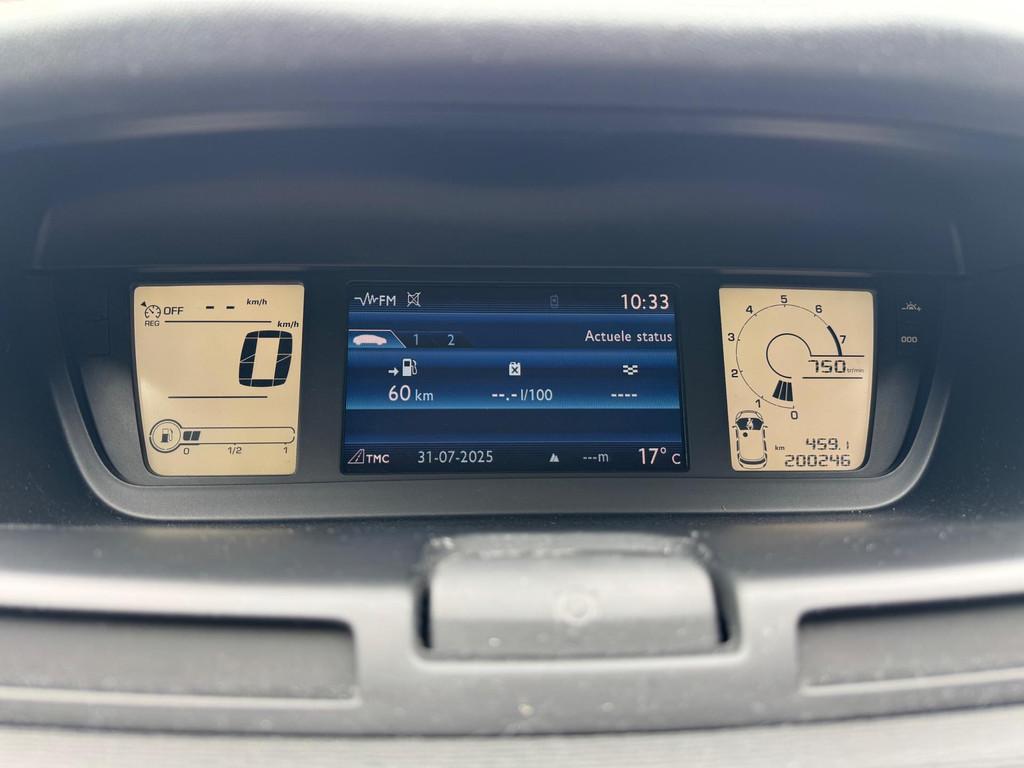 OFF -- km/h
REG
km/h
0
0 1/2 1
FM 10:33
1 2 Actuele status
60 km --.- l/100 ----
TMC 31-07-2025 ---m 17° C
4 5 6
3 7
750 tr/min
2
1 0
459.1
km 200246